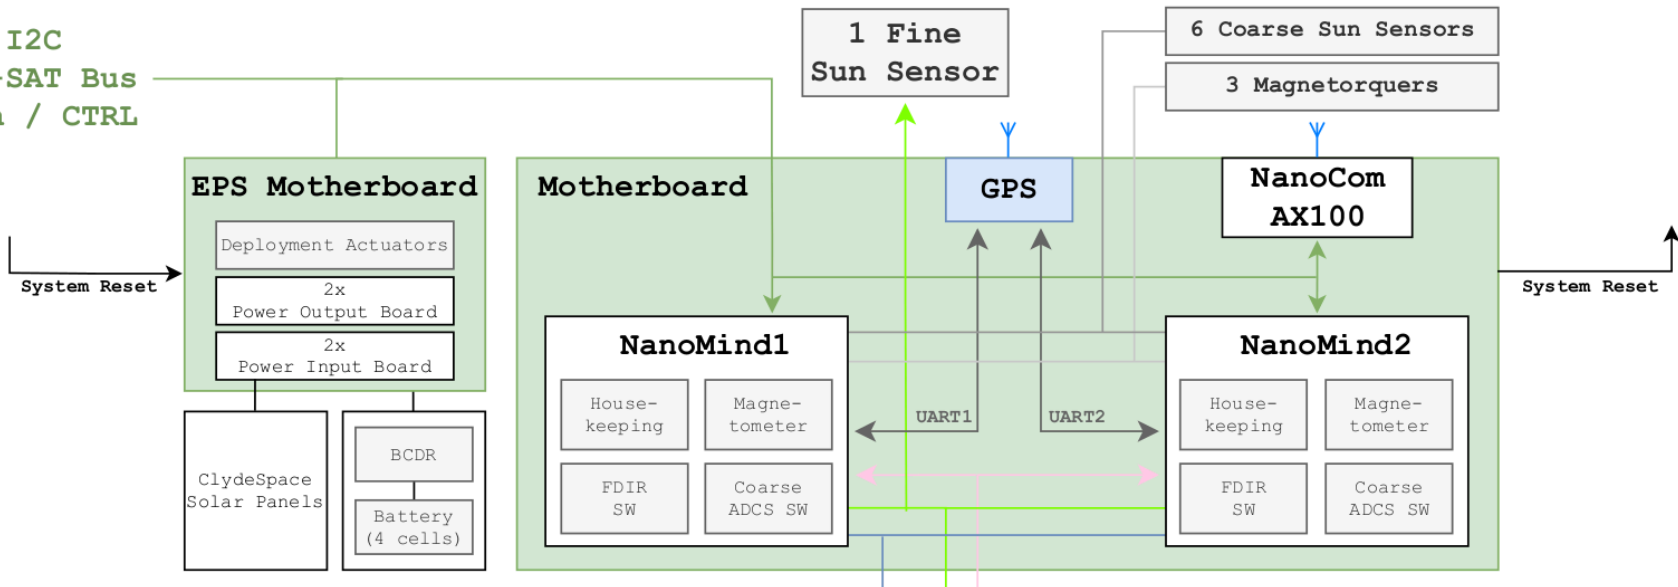 I2C
-SAT Bus
/ CTRL
1 Fine
Sun Sensor
6 Coarse Sun Sensors
3 Magnetorquers
EPS Motherboard
Deployment Actuators
2x
Power Output Board
2x
Power Input Board
System Reset
ClydeSpace
Solar Panels
BCDR
Battery
(4 cells)
Motherboard
GPS
NanoCom
AX100
System Reset
NanoMind1
House-
keeping
Magne-
tometer
FDIR
SW
Coarse
ADCS SW
UART1
UART2
NanoMind2
House-
keeping
Magne-
tometer
FDIR
SW
Coarse
ADCS SW